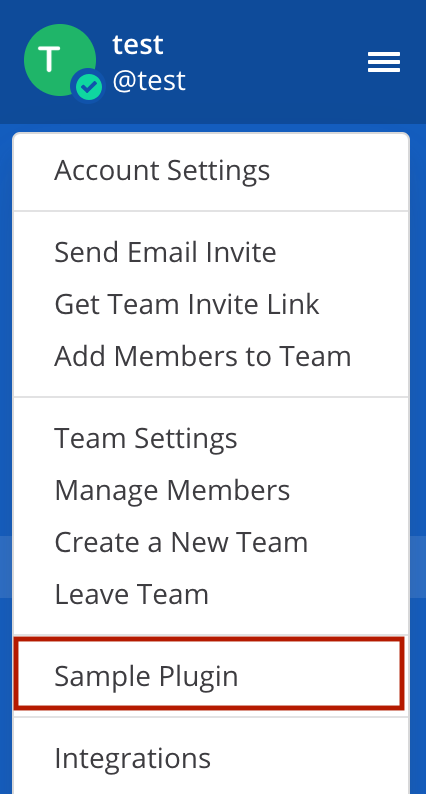 T
test
@test
Account Settings
Send Email Invite
Get Team Invite Link
Add Members to Team
Team Settings
Manage Members
Create a New Team
Leave Team
Sample Plugin
Integrations